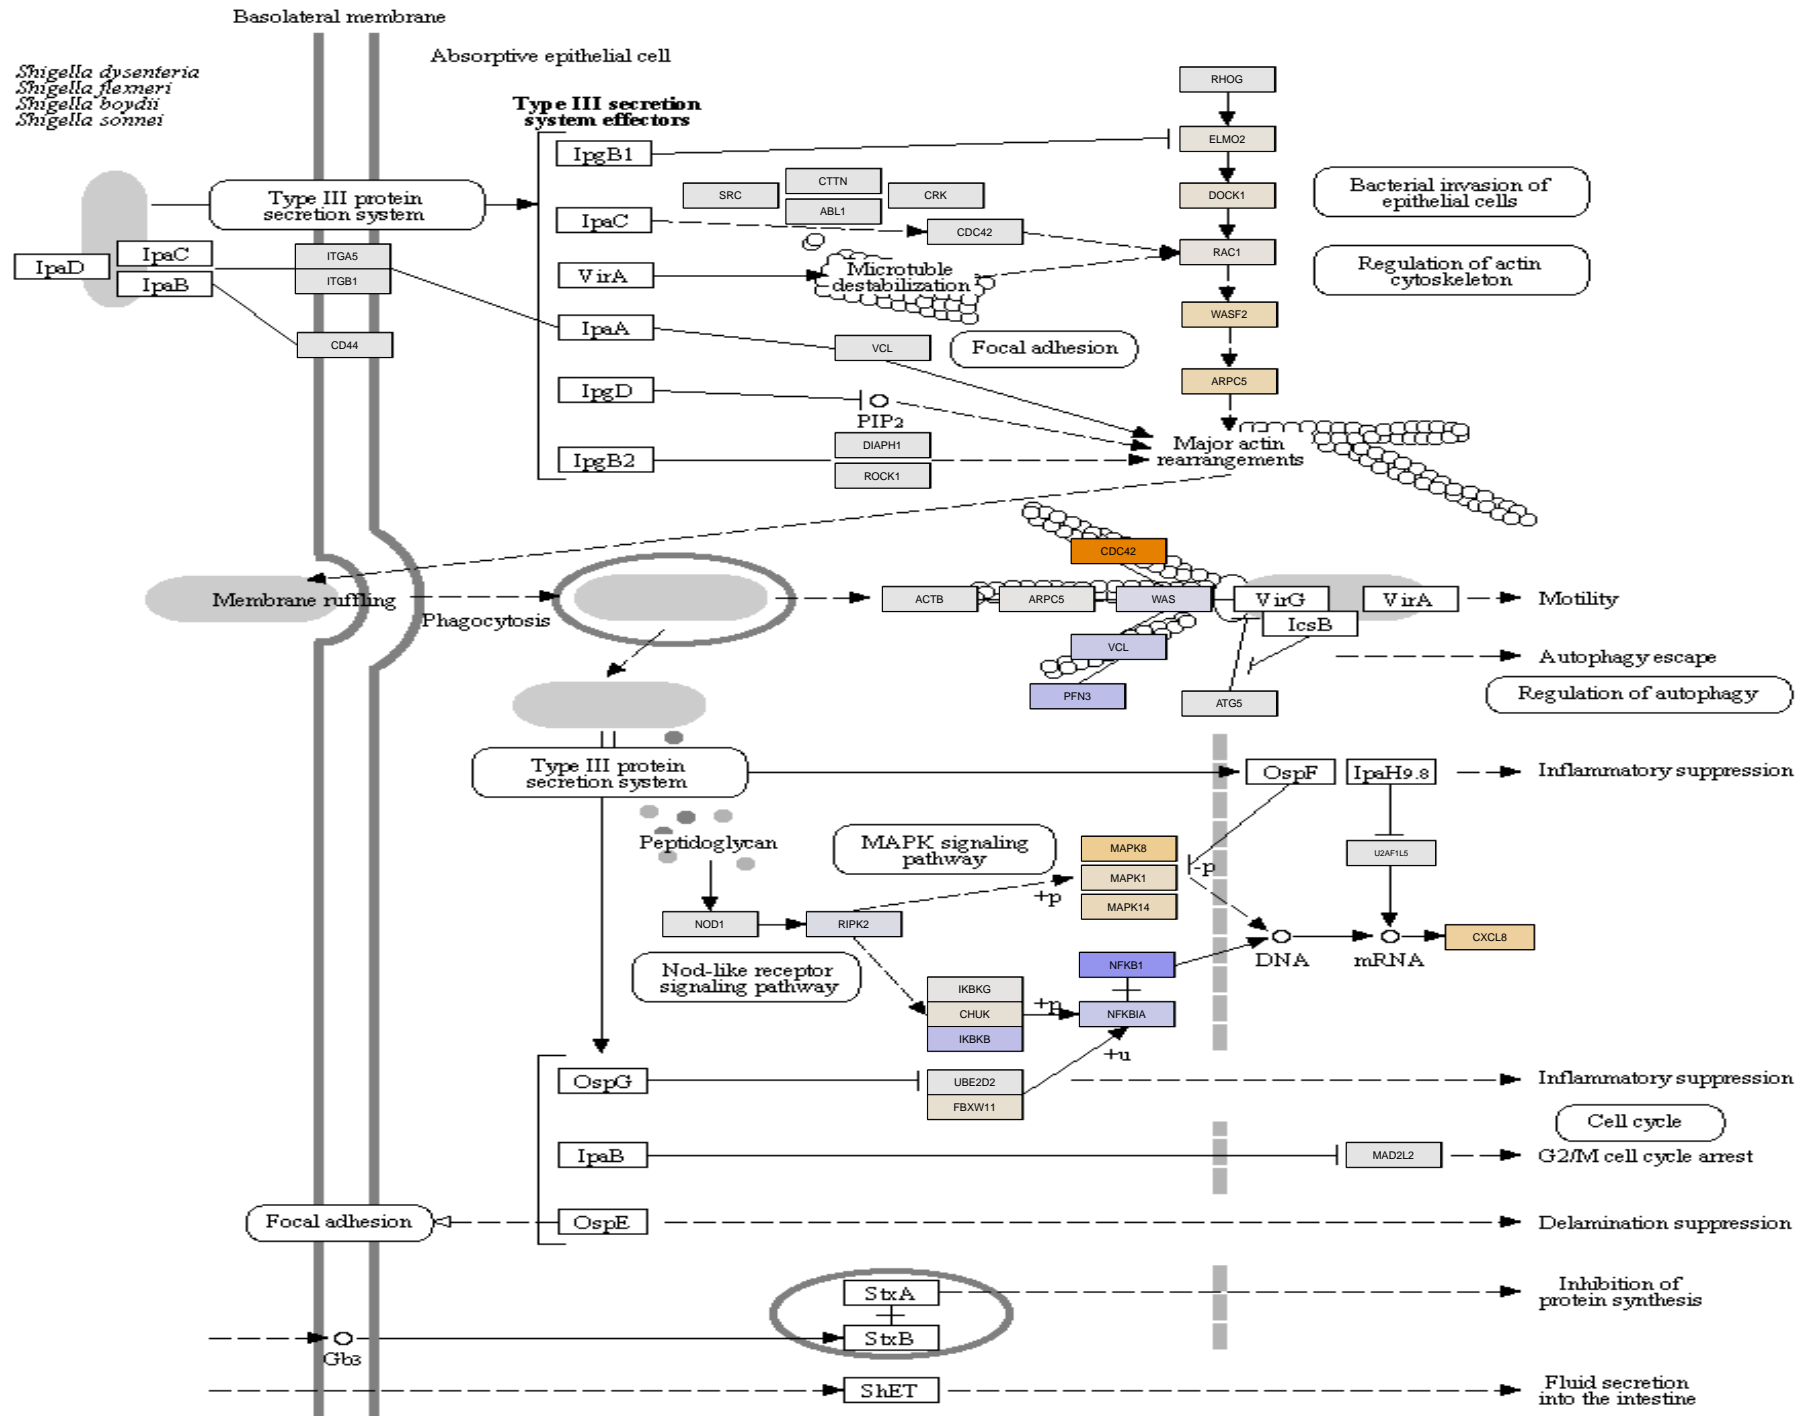 Basolateral membrane
Absorptive epithelial cell
Shigella dysenteria
Shigella flexneri
Shigella boydii
Shigella sonnei
Type III secretion
system effectors
RHOG
IpgB1
ELMO2
Type III protein
secretion system
SRC
CTTN
CRK
ABL1
DOCK1
Bacterial invasion of
epithelial cells
IpaC
CDC42
IpaD
IpaC
IpaB
ITGA5
ITGB1
VirA
Microtuble
destabilization
RAC1
Regulation of actin
cytoskeleton
WASF2
IpaA
CD44
VCL
Focal adhesion
ARPC5
IpgD
PIP2
DIAPH1
Major actin
rearrangements
IpgB2
ROCK1
CDC42
Membrane ruffling
Phagocytosis
ACTB
ARPC5
WAS
VirG
VirA
Motility
IcsB
VCL
Autophagy escape
PFN3
ATG5
Regulation of autophagy
Type III protein
secretion system
OspF
IpaH9.8
Inflammatory suppression
Peptidoglycan
MAPK signaling
pathway
MAPK8
U2AF1L5
-p
MAPK1
+p
MAPK14
NOD1
RIPK2
CXCL8
DNA
mRNA
Nod-like receptor
signaling pathway
NFKB1
IKBKG
+p
CHUK
NFKBIA
IKBKB
+u
OspG
UBE2D2
Inflammatory suppression
FBXW11
Cell cycle
IpaB
MAD2L2
G2/M cell cycle arrest
Focal adhesion
OspE
Delamination suppression
StxA
Inhibition of
protein synthesis
StxB
Gb3
ShET
Fluid secretion
into the intestine